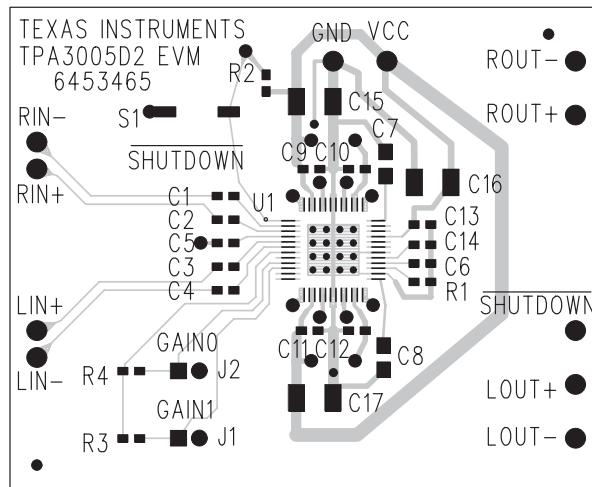 TEXAS INSTRUMENTS
TPA3005D2 EVM
6453465
GND VCC
ROUT-
R2
RIN-
S1
C15
ROUT+
C7
SHUTDOWN
C9 C10
RIN+
C16
C1
U1
C2
C13
C5
C14
C3
C6
C4
R1
LIN+
SHUTDOWN
GAIN0
C11 C12
C8
LIN-
R4
J2
LOUT+
GAIN1
C17
R3
J1
LOUT-